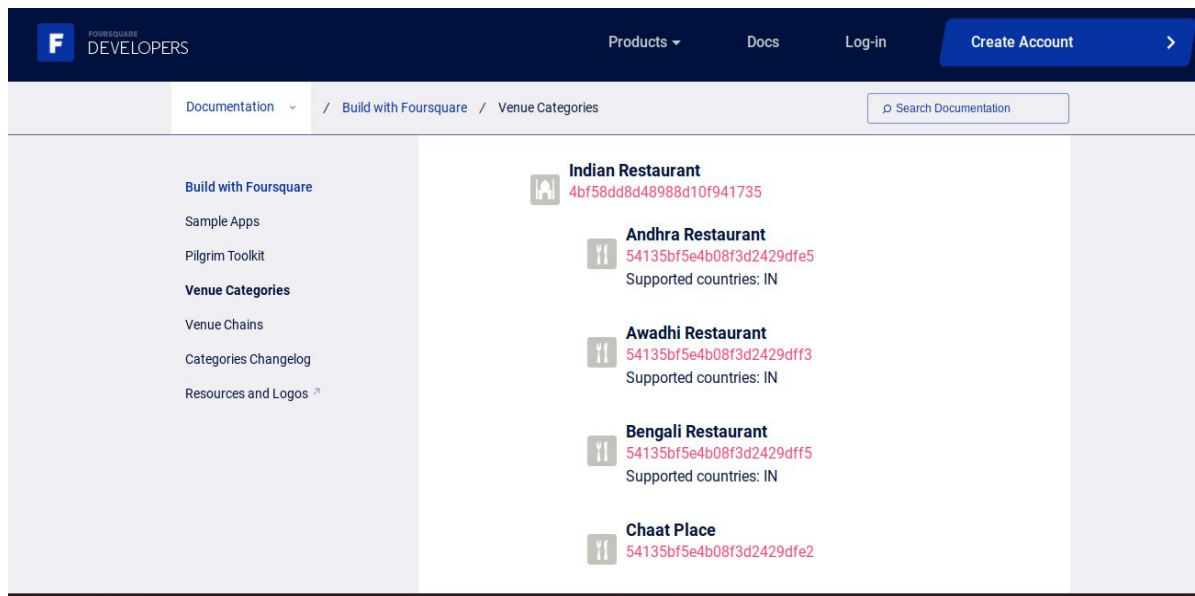 FOURSQUARE
DEVELOPERS
Products
Docs
Log-in
Create Account
Documentation / Build with Foursquare / Venue Categories
Search Documentation
Build with Foursquare
Sample Apps
Pilgrim Toolkit
Venue Categories
Venue Chains
Categories Changelog
Resources and Logos
Indian Restaurant
4bf58dd8d48988d10f941735
Andhra Restaurant
54135bf5e4b08f3d2429dfe5
Supported countries: IN
Awadhi Restaurant
54135bf5e4b08f3d2429dff3
Supported countries: IN
Bengali Restaurant
54135bf5e4b08f3d2429dff5
Supported countries: IN
Chaat Place
54135bf5e4b08f3d2429dfe2